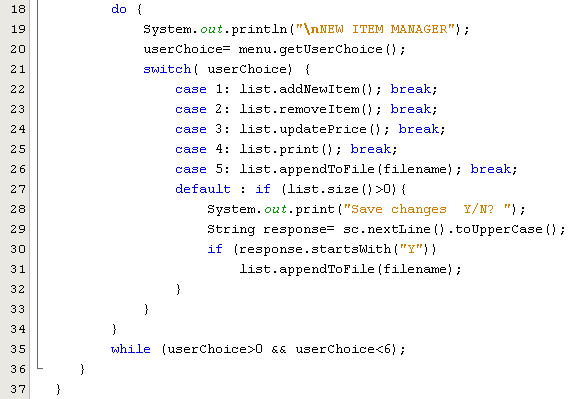 18 do {
19 System.out.println("\nNEW ITEM MANAGER");
20 userChoice= menu.getUserChoice();
21 switch( userChoice) {
22 case 1: list.addNewItem(); break;
23 case 2: list.removeItem(); break;
24 case 3: list.updatePrice(); break;
25 case 4: list.print(); break;
26 case 5: list.appendToFile(filename); break;
27 default : if (list.size()>0){
28 System.out.print("Save changes  Y/N? ");
29 String response= sc.nextLine().toUpperCase();
30 if (response.startsWith("Y"))
31 list.appendToFile(filename);
32 }
33 }
34 }
35 while (userChoice>0 && userChoice<6);
36 }
37 }